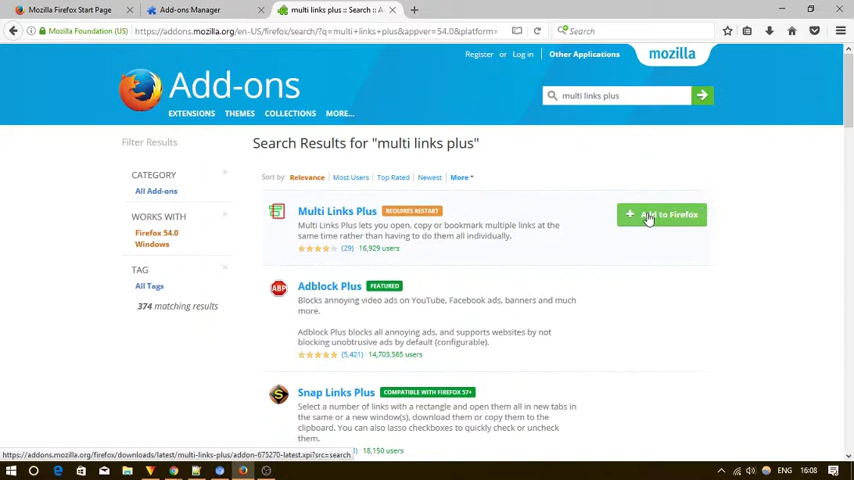 Mozilla Firefox Start Page
Add-ons Manager
multi links plus :: Search :: Ad
Mozilla Foundation (US)
https://addons.mozilla.org/en-US/firefox/search/?q=multi+links+plus&appver=54.0&platform=
Search
Register or Log in
Other Applications
mozilla
Add-ons
multi links plus
EXTENSIONS THEMES COLLECTIONS MORE...
Filter Results
Search Results for "multi links plus"
CATEGORY
All Add-ons
Sort by: Relevance Most Users Top Rated Newest More
WORKS WITH
Firefox 54.0
Windows
TAG
All Tags
374 matching results
Multi Links Plus REQUIRES RESTART
Multi Links Plus lets you open, copy or bookmark multiple links at the
same time rather than having to do them all individually.
(29) · 16,929 users
+ Add to Firefox
Adblock Plus FEATURED
Blocks annoying video ads on YouTube, Facebook ads, banners and much
more.
Adblock Plus blocks all annoying ads, and supports websites by not
blocking unobtrusive ads by default (configurable).
(5,421) · 14,703,565 users
ABP
Snap Links Plus COMPATIBLE WITH FIREFOX 57+
S
Select a number of links with a rectangle and open them all in new tabs in
the same or a new window(s), download them or copy them to the
clipboard. You can also lasso checkboxes to quickly check or uncheck
them.
18,150 users
https://addons.mozilla.org/firefox/downloads/latest/multi-links-plus/addon-675270-latest.xpi?src=search
ENG
16:08